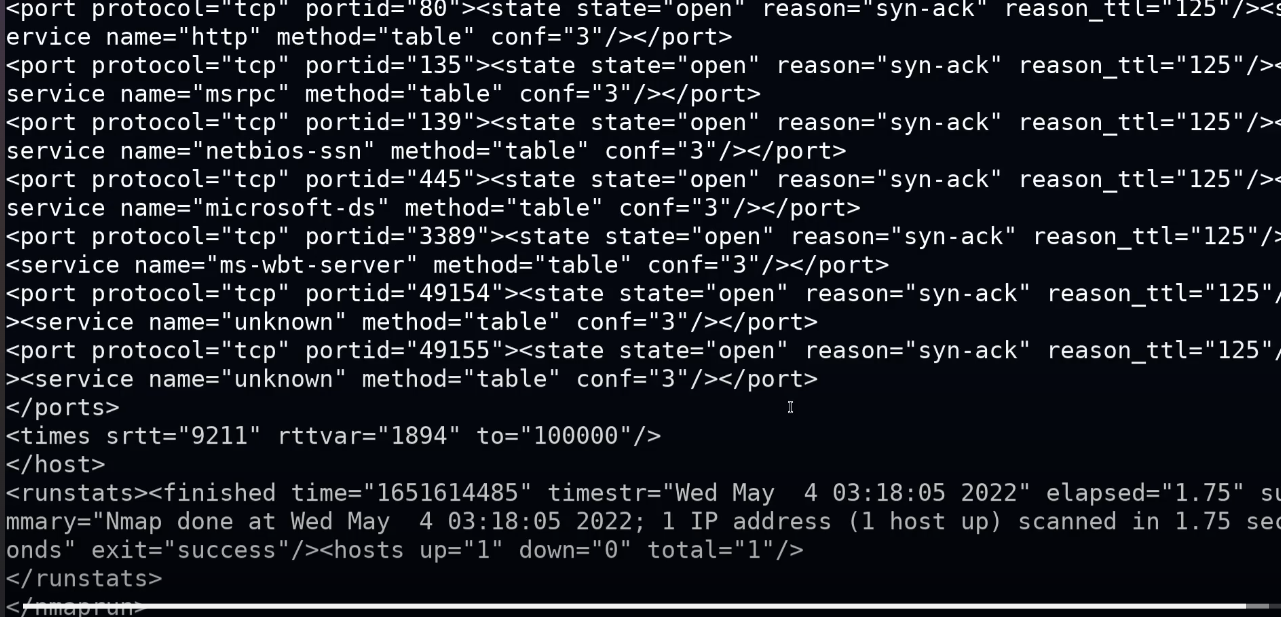 <port protocol="tcp" portid="80"><state state="open" reason="syn-ack" reason_ttl="125"/><s
ervice name="http" method="table" conf="3"/></port>
<port protocol="tcp" portid="135"><state state="open" reason="syn-ack" reason_ttl="125"/><
service name="msrpc" method="table" conf="3"/></port>
<port protocol="tcp" portid="139"><state state="open" reason="syn-ack" reason_ttl="125"/><
service name="netbios-ssn" method="table" conf="3"/></port>
<port protocol="tcp" portid="445"><state state="open" reason="syn-ack" reason_ttl="125"/><
service name="microsoft-ds" method="table" conf="3"/></port>
<port protocol="tcp" portid="3389"><state state="open" reason="syn-ack" reason_ttl="125"/>
<service name="ms-wbt-server" method="table" conf="3"/></port>
<port protocol="tcp" portid="49154"><state state="open" reason="syn-ack" reason_ttl="125"/
><service name="unknown" method="table" conf="3"/></port>
<port protocol="tcp" portid="49155"><state state="open" reason="syn-ack" reason_ttl="125"/
><service name="unknown" method="table" conf="3"/></port>
</ports>
<times srtt="9211" rttvar="1894" to="100000"/>
</host>
<runstats><finished time="1651614485" timestr="Wed May  4 03:18:05 2022" elapsed="1.75" su
mmary="Nmap done at Wed May  4 03:18:05 2022; 1 IP address (1 host up) scanned in 1.75 sec
onds" exit="success"/><hosts up="1" down="0" total="1"/>
</runstats>
</nmaprun>